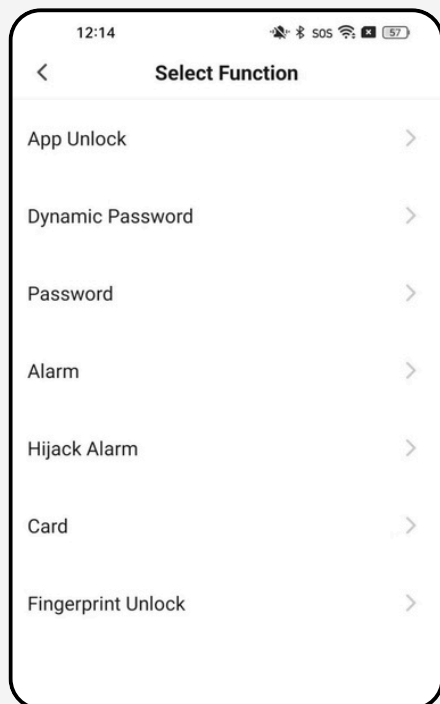 12:14 SOS 57
Select Function
App Unlock
Dynamic Password
Password
Alarm
Hijack Alarm
Card
Fingerprint Unlock